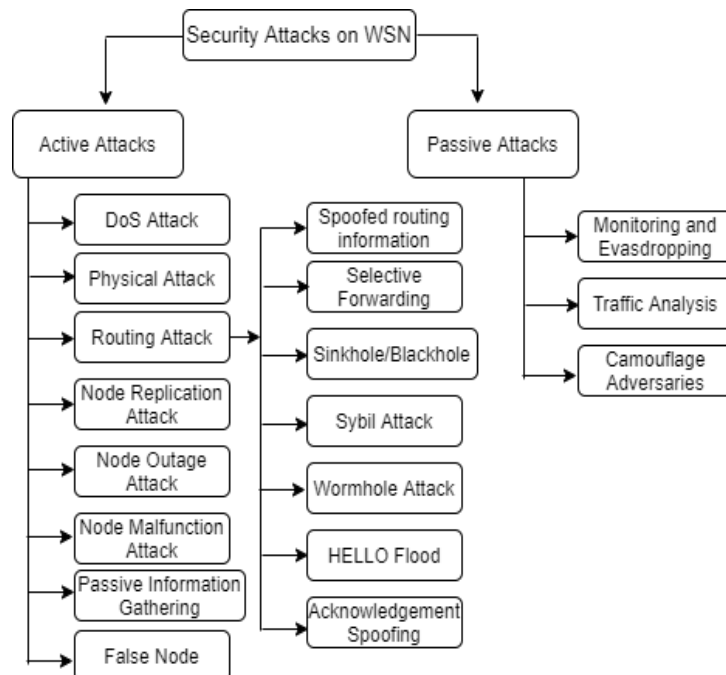 Security Attacks on WSN
Active Attacks
Passive Attacks
DoS Attack
Physical Attack
Routing Attack
Node Replication
Attack
Node Outage
Attack
Node Malfunction
Attack
Passive Information
Gathering
False Node
Spoofed routing
information
Selective
Forwarding
Sinkhole/Blackhole
Sybil Attack
Wormhole Attack
HELLO Flood
Acknowledgement
Spoofing
Monitoring and
Evasdropping
Traffic Analysis
Camouflage
Adversaries